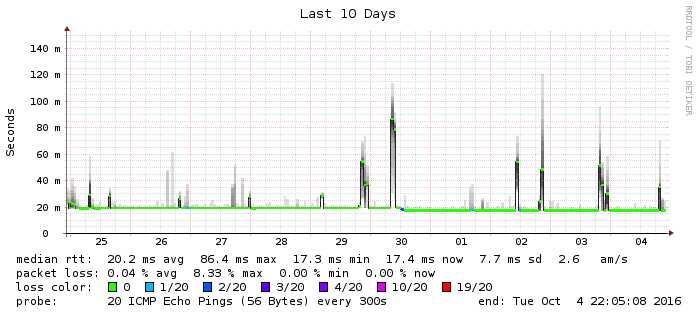 Last 10 Days
RRDTOOL / TOBI OETIKER
Seconds
140 m
120 m
100 m
80 m
60 m
40 m
20 m
0
25 26 27 28 29 30 01 02 03 04
median rtt: 20.2 ms avg 86.4 ms max 17.3 ms min 17.4 ms now 7.7 ms sd 2.6 am/s
packet loss: 0.04 % avg 8.33 % max 0.00 % min 0.00 % now
loss color: 0 1/20 2/20 3/20 4/20 10/20 19/20
probe: 20 ICMP Echo Pings (56 Bytes) every 300s end: Tue Oct 4 22:05:08 2016